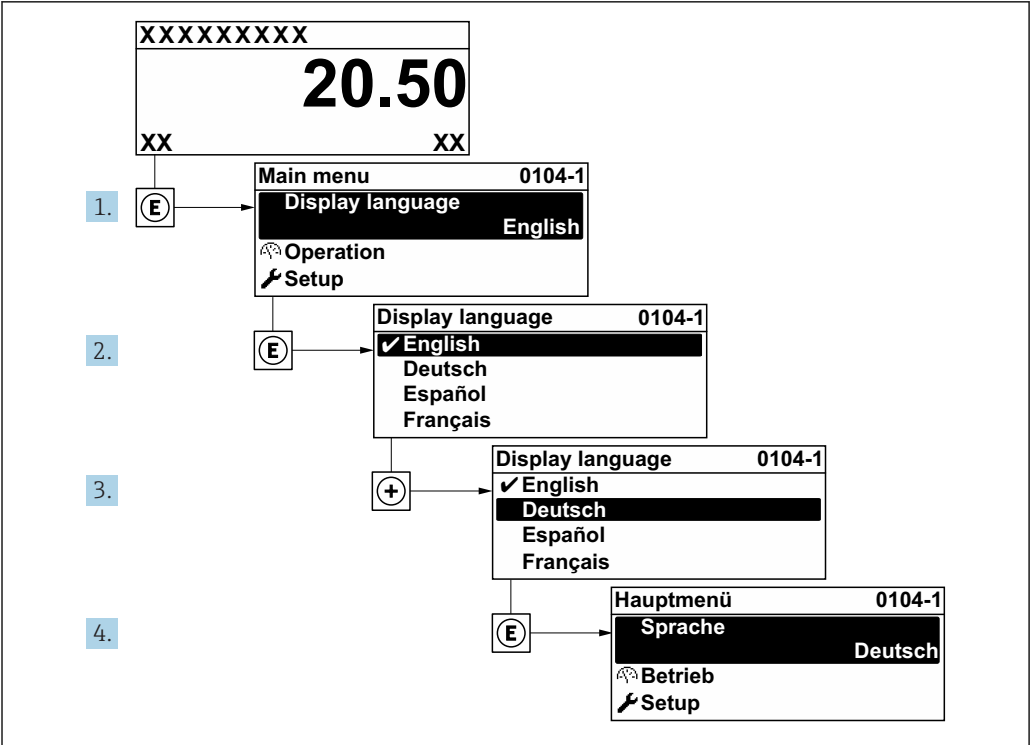 XXXXXXXXX
20.50
XX XX
1.
E
Main menu 0104-1
Display language
English
Operation
Setup
2.
E
Display language 0104-1
✔English
Deutsch
Español
Français
3.
+
Display language 0104-1
✔English
Deutsch
Español
Français
4.
E
Hauptmenü 0104-1
Sprache
Deutsch
Betrieb
Setup